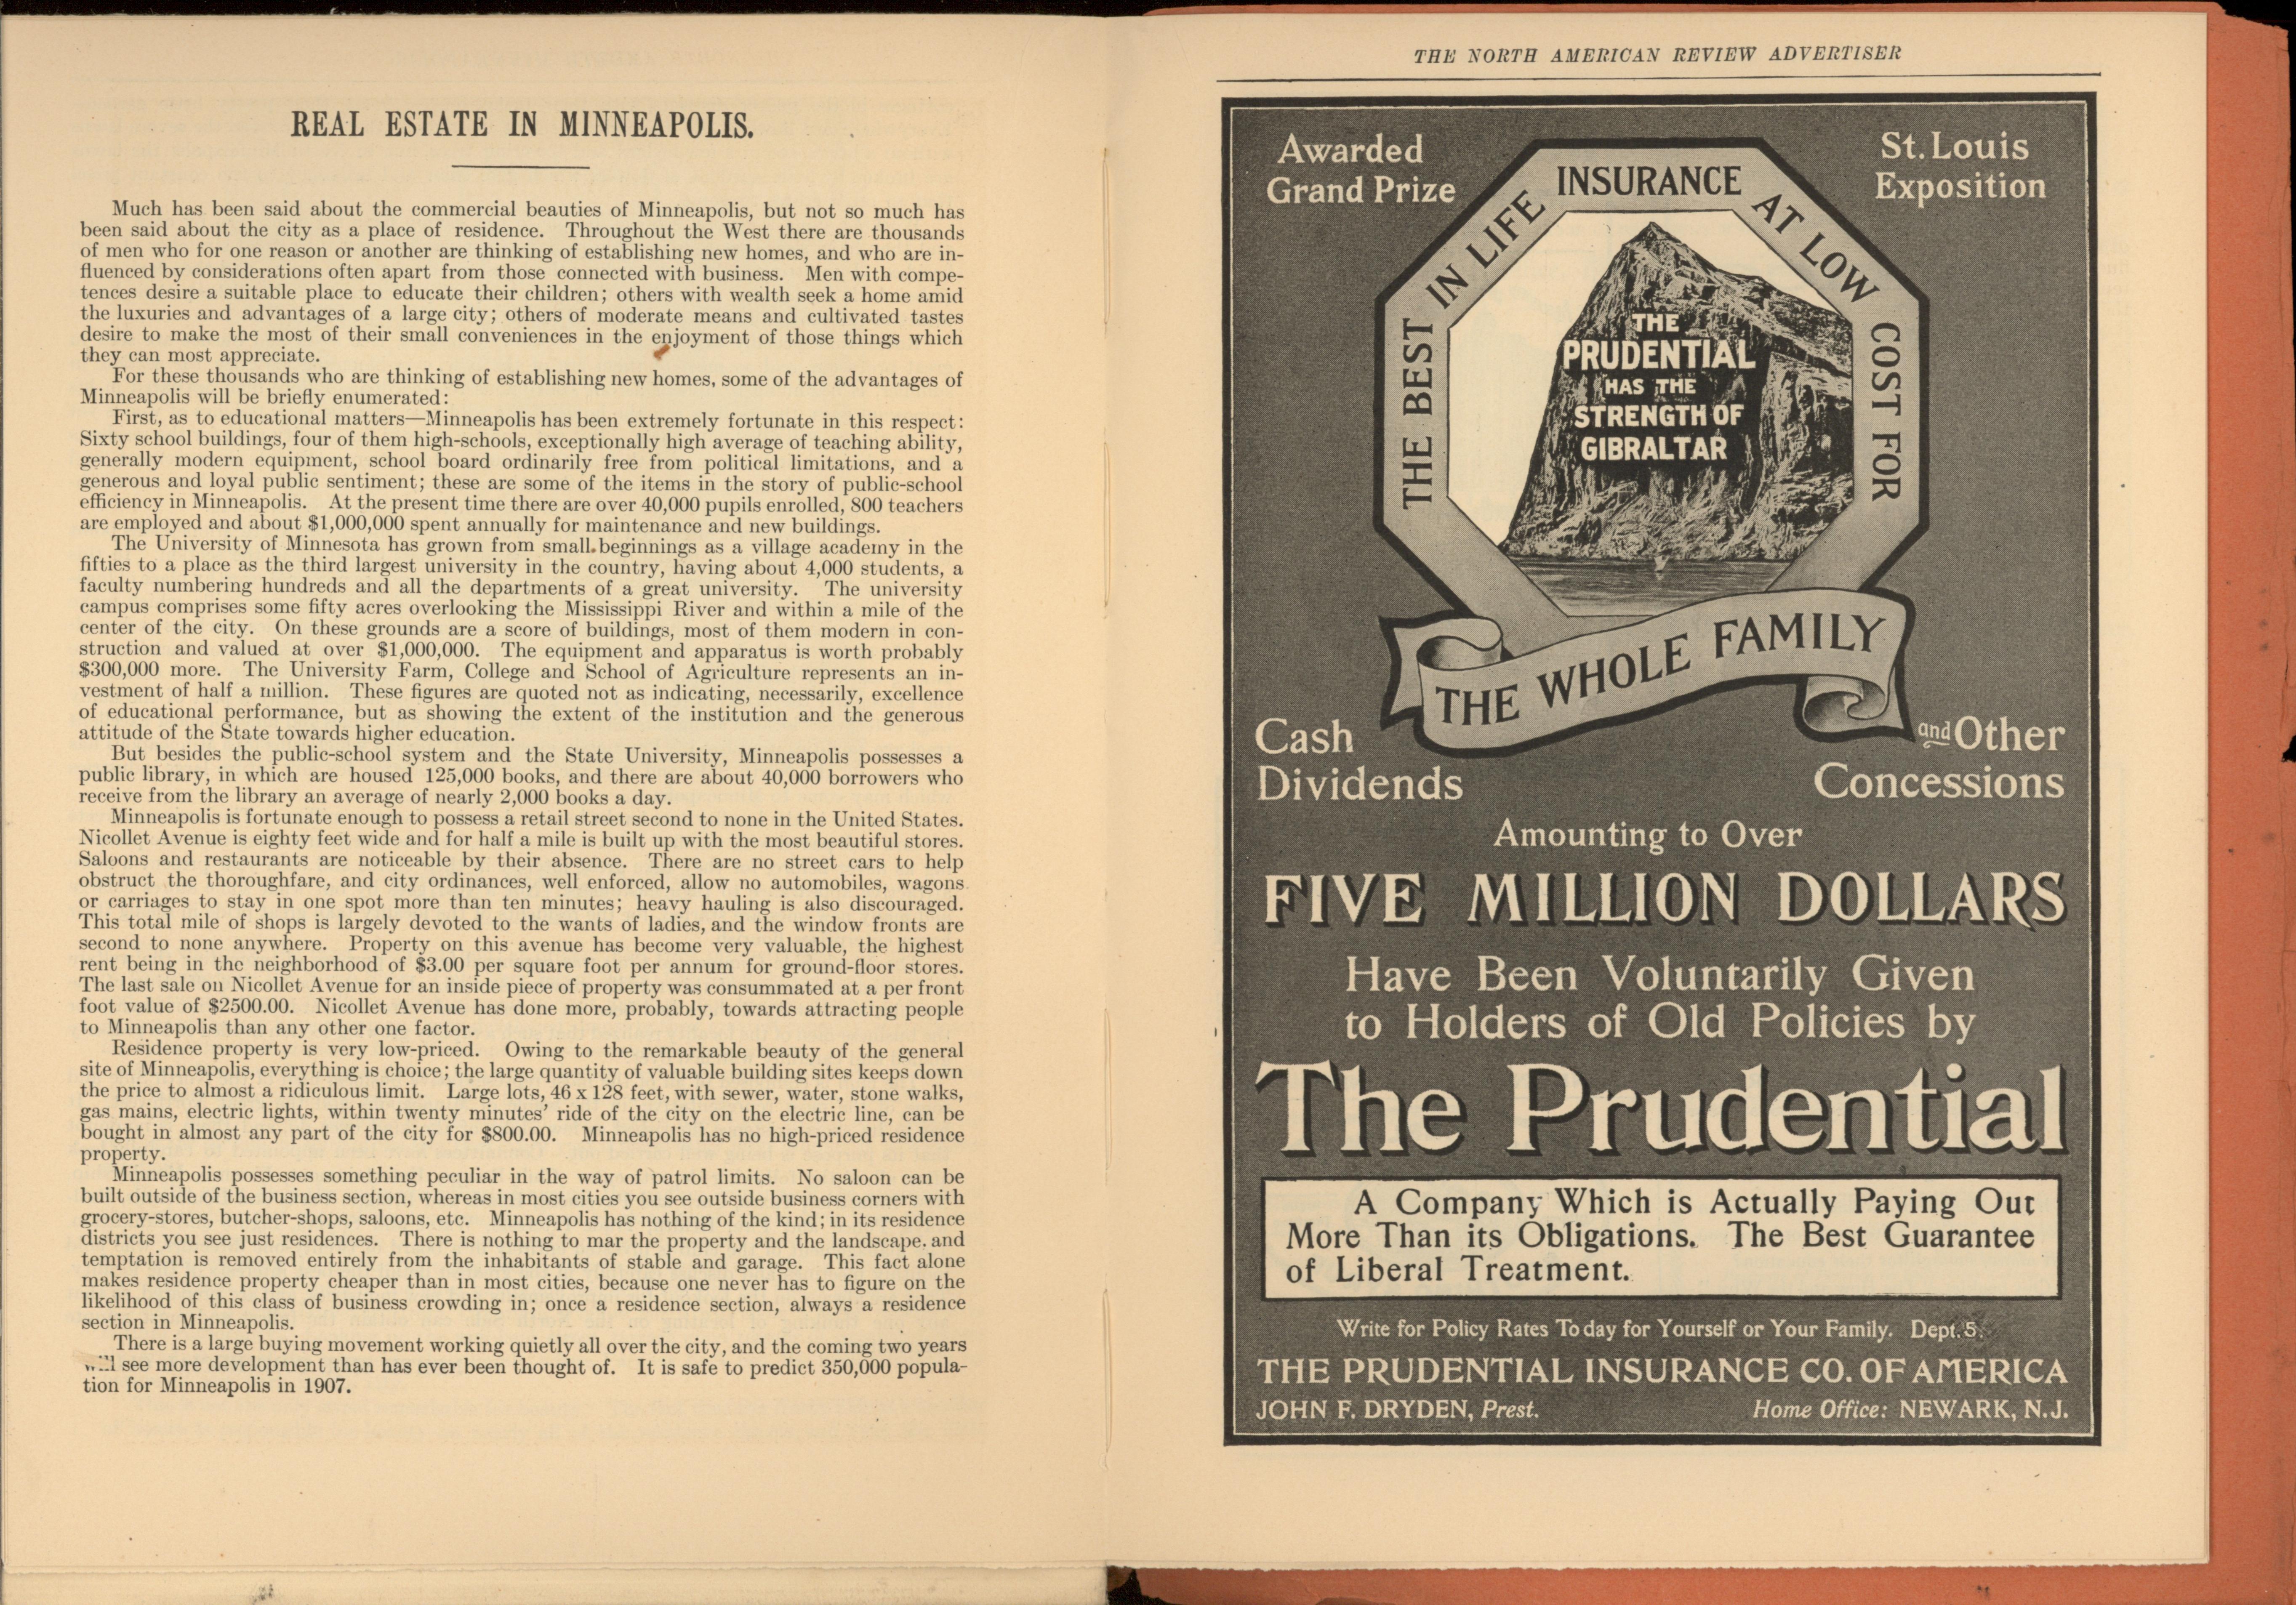 REAL ESTATE IN MINNEAPOLIS.
Much has been said about the commercial beauties of Minneapolis, but not so much has
been said about the city as a place of residence. Throughout the West there are thousands
of men who for one reason or another are thinking of establishing new homes, and who are in-
fluenced by considerations often apart from those connected with business. Men with compe-
tences desire a suitable place to educate their children; others with wealth seek a home amid
the luxuries and advantages of a large city; others of moderate means and cultivated tastes
desire to make the most of their small conveniences in the enjoyment of those things which
they can most appreciate.
For these thousands who are thinking of establishing new homes, some of the advantages of
Minneapolis will be briefly enumerated:
First, as to educational matters—Minneapolis has been extremely fortunate in this respect:
Sixty school buildings, four of them high-schools, exceptionally high average of teaching ability,
generally modern equipment, school board ordinarily free from political limitations, and a
generous and loyal public sentiment; these are some of the items in the story of public-school
efficiency in Minneapolis. At the present time there are over 40,000 pupils enrolled, 800 teachers
are employed and about $1,000,000 spent annually for maintenance and new buildings.
The University of Minnesota has grown from small beginnings as a village academy in the
fifties to a place as the third largest university in the country, having about 4,000 students, a
faculty numbering hundreds and all the departments of a great university. The university
campus comprises some fifty acres overlooking the Mississippi River and within a mile of the
center of the city. On these grounds are a score of buildings, most of them modern in con-
struction and valued at over $1,000,000. The equipment and apparatus is worth probably
$300,000 more. The University Farm, College and School of Agriculture represents an in-
vestment of half a million. These figures are quoted not as indicating, necessarily, excellence
of educational performance, but as showing the extent of the institution and the generous
attitude of the State towards higher education.
But besides the public-school system and the State University, Minneapolis possesses a
public library, in which are housed 125,000 books, and there are about 40,000 borrowers who
receive from the library an average of nearly 2,000 books a day.
Minneapolis is fortunate enough to possess a retail street second to none in the United States.
Nicollet Avenue is eighty feet wide and for half a mile is built up with the most beautiful stores.
Saloons and restaurants are noticeable by their absence. There are no street cars to help
obstruct the thoroughfare, and city ordinances, well enforced, allow no automobiles, wagons
or carriages to stay in one spot more than ten minutes; heavy hauling is also discouraged.
This total mile of shops is largely devoted to the wants of ladies, and the window fronts are
second to none anywhere. Property on this avenue has become very valuable, the highest
rent being in the neighborhood of $3.00 per square foot per annum for ground-floor stores.
The last sale on Nicollet Avenue for an inside piece of property was consummated at a per front
foot value of $2500.00. Nicollet Avenue has done more, probably, towards attracting people
to Minneapolis than any other one factor.
Residence property is very low-priced. Owing to the remarkable beauty of the general
site of Minneapolis, everything is choice; the large quantity of valuable building sites keeps down
the price to almost a ridiculous limit. Large lots, 46 x 128 feet, with sewer, water, stone walks,
gas mains, electric lights, within twenty minutes' ride of the city on the electric line, can be
bought in almost any part of the city for $800.00. Minneapolis has no high-priced residence
property.
Minneapolis possesses something peculiar in the way of patrol limits. No saloon can be
built outside of the business section, whereas in most cities you see outside business corners with
grocery-stores, butcher-shops, saloons, etc. Minneapolis has nothing of the kind; in its residence
districts you see just residences. There is nothing to mar the property and the landscape. and
temptation is removed entirely from the inhabitants of stable and garage. This fact alone
makes residence property cheaper than in most cities, because one never has to figure on the
likelihood of this class of business crowding in; once a residence section, always a residence
section in Minneapolis.
There is a large buying movement working quietly all over the city, and the coming two years
will see more development than has ever been thought of. It is safe to predict 350,000 popula-
tion for Minneapolis in 1907.
THE NORTH AMERICAN REVIEW ADVERTISER
Awarded
Grand Prize
St. Louis
Exposition
THE BEST IN LIFE INSURANCE AT LOW COST FOR
THE WHOLE FAMILY
THE
PRUDENTIAL
HAS THE
STRENGTH OF
GIBRALTAR
Cash
Dividends
and Other
Concessions
Amounting to Over
FIVE MILLION DOLLARS
Have Been Voluntarily Given
to Holders of Old Policies by
The Prudential
A Company Which is Actually Paying Out
More Than its Obligations. The Best Guarantee
of Liberal Treatment.
Write for Policy Rates Today for Yourself or Your Family. Dept. 5.
THE PRUDENTIAL INSURANCE CO. OF AMERICA
JOHN F. DRYDEN, Prest. Home Office: NEWARK, N.J.